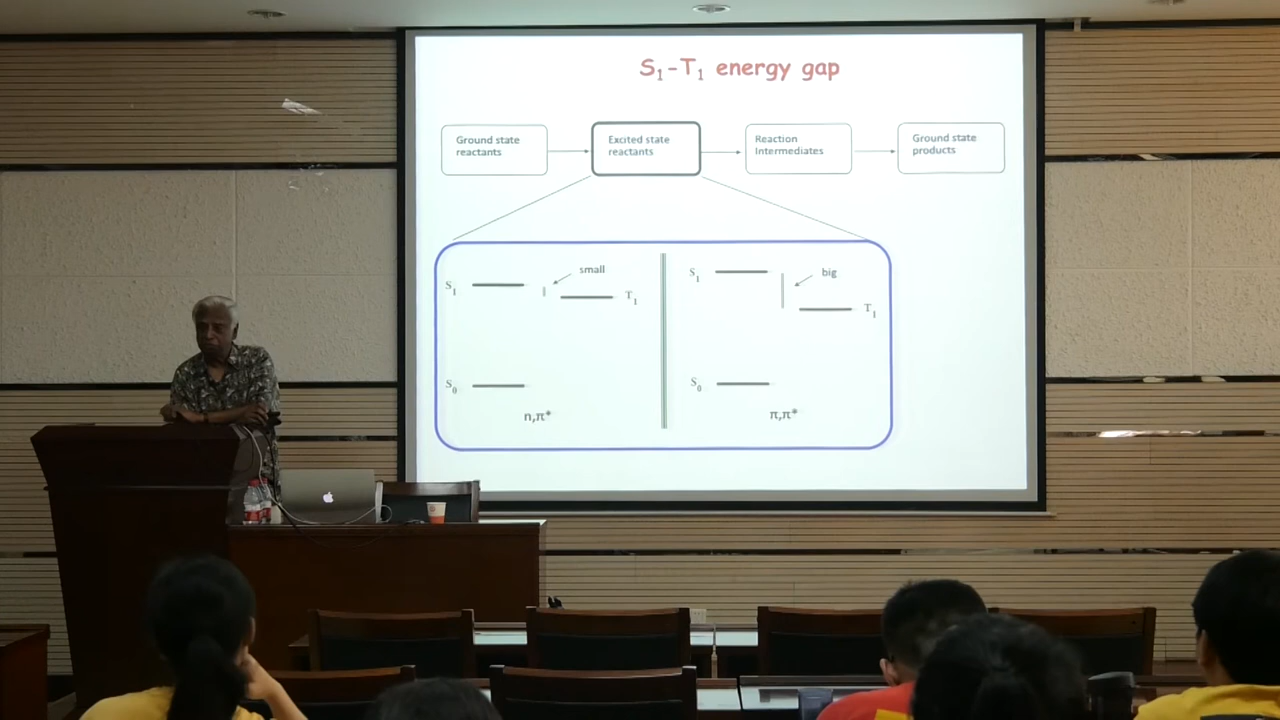 S₁-T₁ energy gap
Ground state
reactants
Excited state
reactants
Reaction
Intermediates
Ground state
products
small
S₁
T₁
S₀
n,π*
big
S₁
T₁
S₀
π,π*